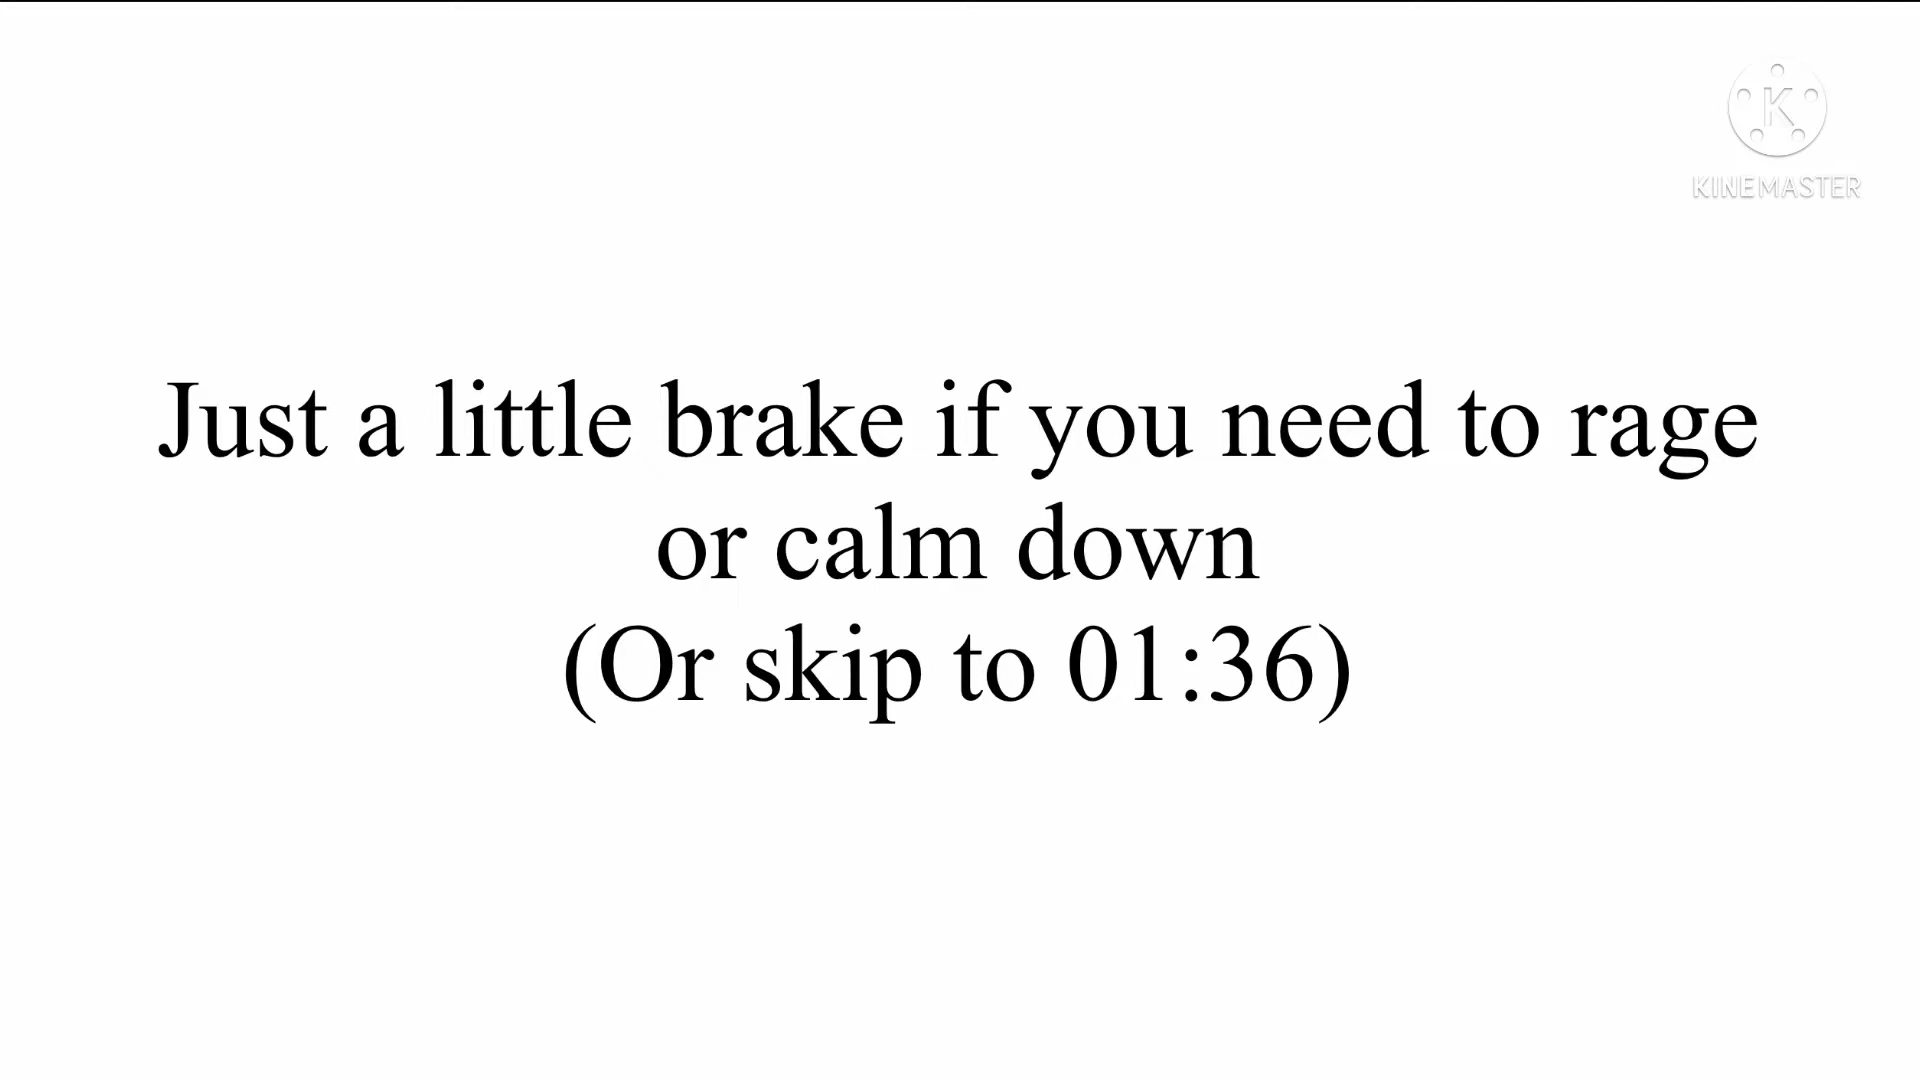 K
KINEMASTER
Just a little brake if you need to rage
or calm down
(Or skip to 01:36)